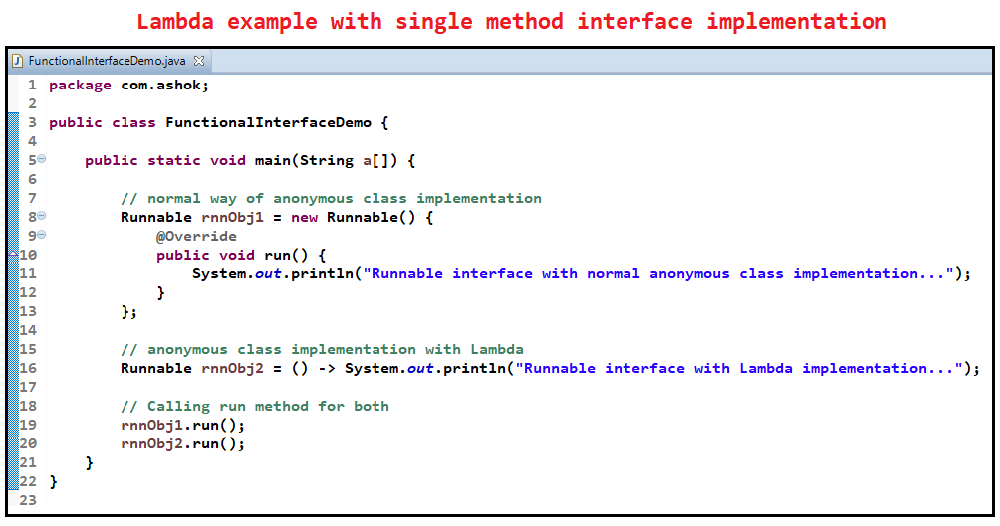 Lambda example with single method interface implementation
FunctionalInterfaceDemo.java
1 package com.ashok;
2
3 public class FunctionalInterfaceDemo {
4
5     public static void main(String a[]) {
6
7         // normal way of anonymous class implementation
8         Runnable rnnObj1 = new Runnable() {
9             @Override
10             public void run() {
11                 System.out.println("Runnable interface with normal anonymous class implementation...");
12             }
13         };
14
15         // anonymous class implementation with Lambda
16         Runnable rnnObj2 = () -> System.out.println("Runnable interface with Lambda implementation...");
17
18         // Calling run method for both
19         rnnObj1.run();
20         rnnObj2.run();
21     }
22 }
23